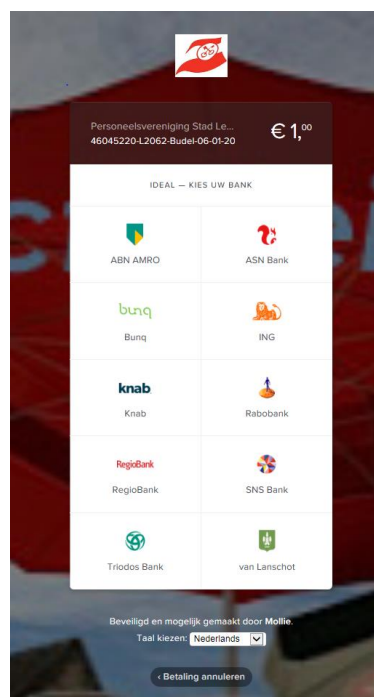 Personeelsvereniging Stad Le...
€ 1,00
46045220-L2062-Budel-06-01-20
IDEAL — KIES UW BANK
ABN AMRO
ASN Bank
bunq
Bunq
ING
knab.
Knab
Rabobank
RegioBank
RegioBank
SNS Bank
Triodos Bank
van Lanschot
Beveiligd en mogelijk gemaakt door Mollie.
Taal kiezen: Nederlands
‹ Betaling annuleren